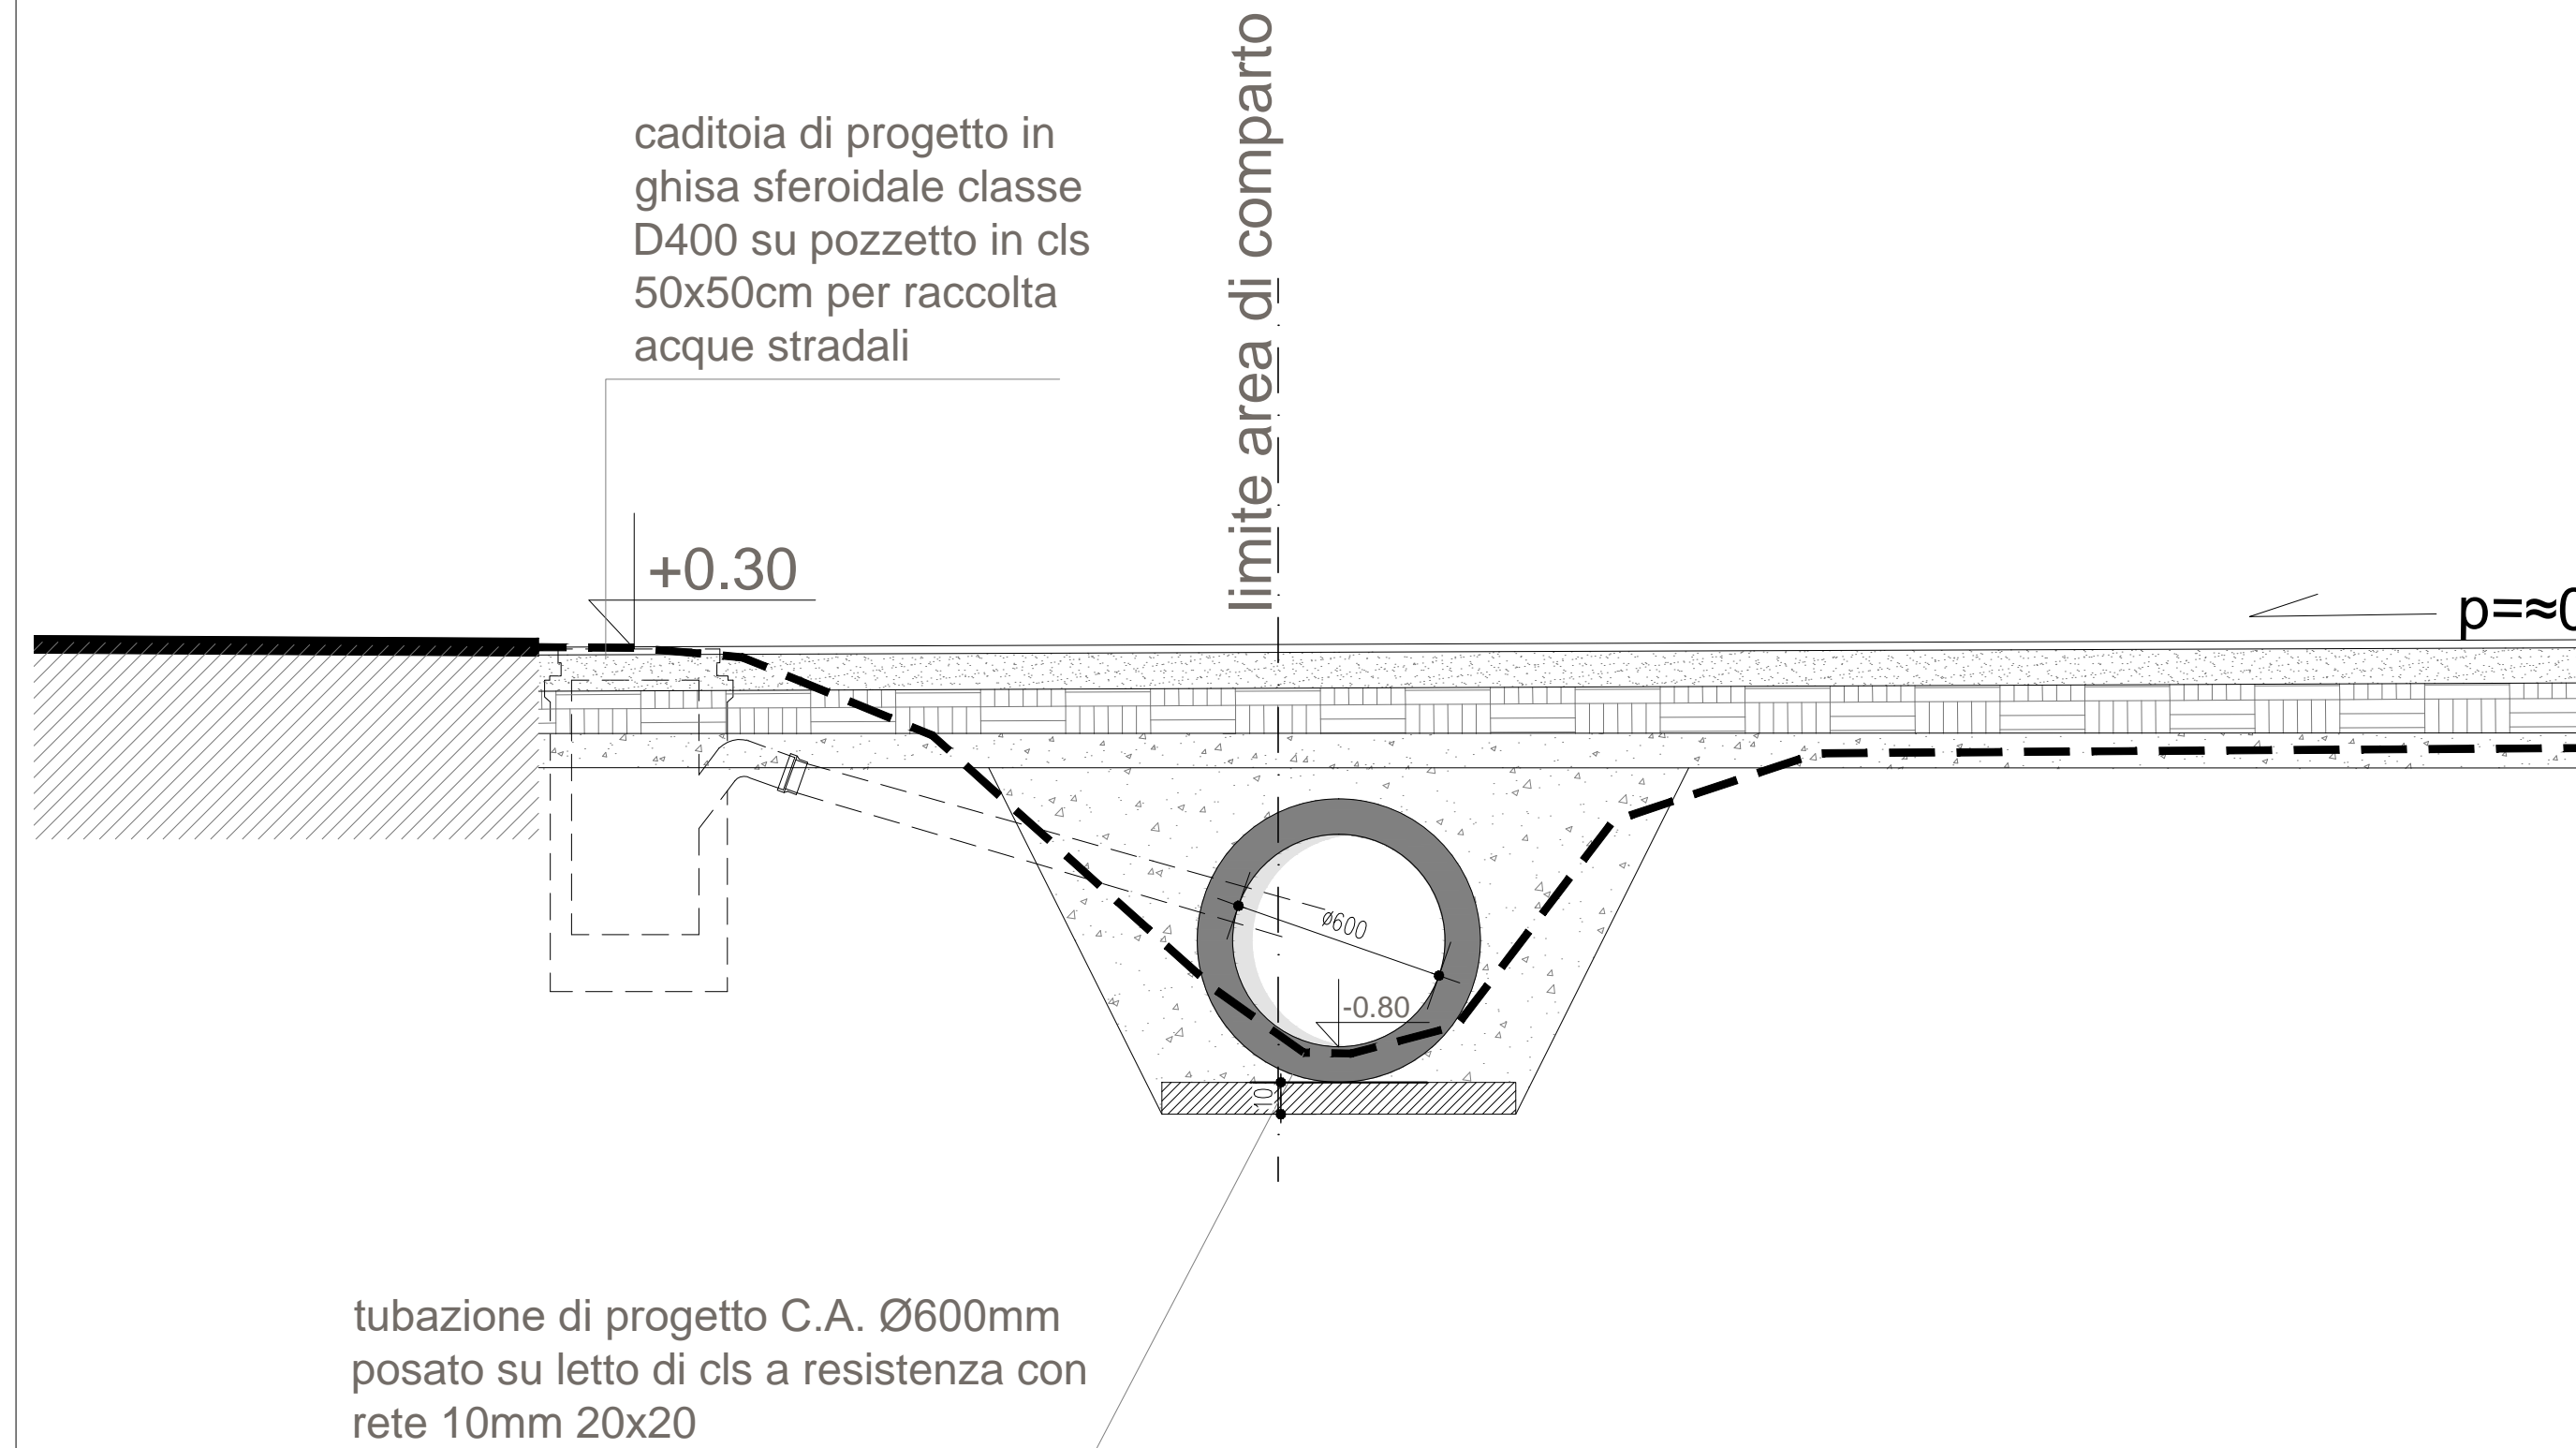 caditoia di progetto in
ghisa sferoidale classe
D400 su pozzetto in cls
50x50cm per raccolta
acque stradali
limite area di comparto
+0.30
p=≈0
ø600
-0.80
10
tubazione di progetto C.A. Ø600mm
posato su letto di cls a resistenza con
rete 10mm 20x20